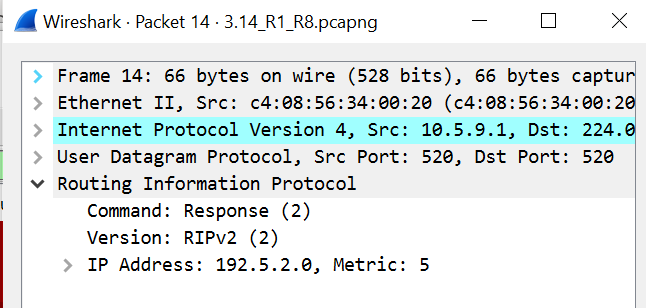 Wireshark · Packet 14 · 3.14_R1_R8.pcapng
Frame 14: 66 bytes on wire (528 bits), 66 bytes captur
Ethernet II, Src: c4:08:56:34:00:20 (c4:08:56:34:00:20
Internet Protocol Version 4, Src: 10.5.9.1, Dst: 224.0
User Datagram Protocol, Src Port: 520, Dst Port: 520
Routing Information Protocol
Command: Response (2)
Version: RIPv2 (2)
IP Address: 192.5.2.0, Metric: 5